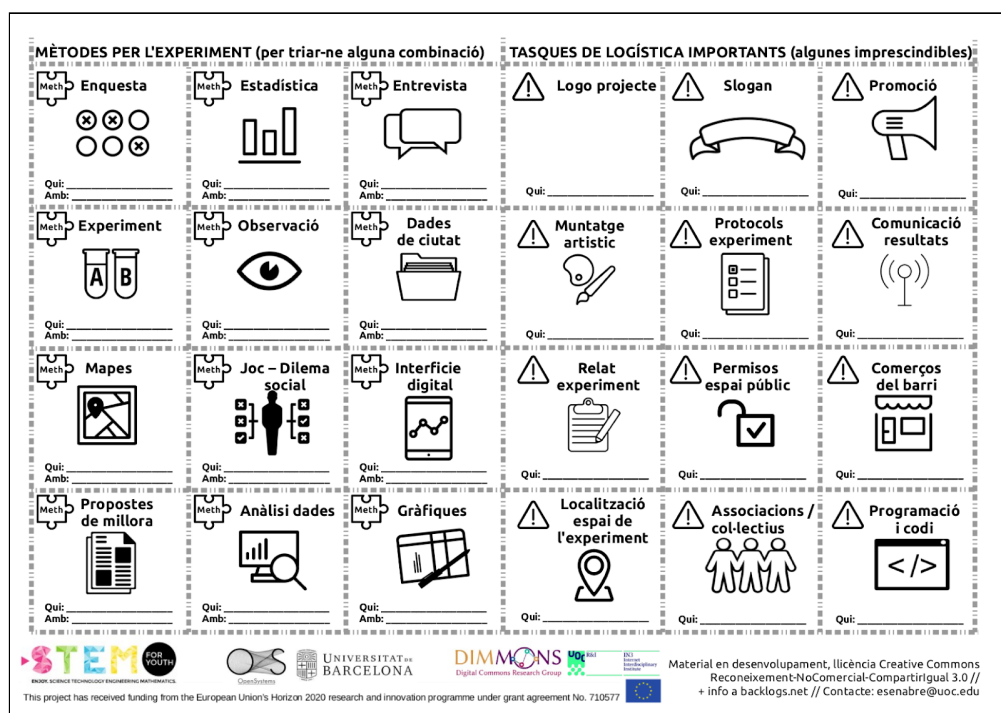 MÈTODES PER L'EXPERIMENT (per triar-ne alguna combinació)
TASQUES DE LOGÍSTICA IMPORTANTS (algunes imprescindibles)
Meth Enquesta
Qui:
Amb:
Meth Estadística
Qui:
Amb:
Meth Entrevista
Qui:
Amb:
Logo projecte
Qui:
Slogan
Qui:
Promoció
Qui:
Meth Experiment
A B
Qui:
Amb:
Meth Observació
Qui:
Amb:
Meth Dades
de ciutat
Qui:
Amb:
Muntatge
artistic
Qui:
Protocols
experiment
Qui:
Comunicació
resultats
Qui:
Meth Mapes
Qui:
Amb:
Meth Joc – Dilema
social
Qui:
Amb:
Meth Interfície
digital
Qui:
Amb:
Relat
experiment
Qui:
Permisos
espai públic
Qui:
Comerços
del barri
Qui:
Meth Propostes
de millora
Qui:
Amb:
Meth Anàlisi dades
Qui:
Amb:
Meth Gràfiques
Qui:
Amb:
Localització
espai de
l'experiment
Qui:
Associacions /
col·lectius
Qui:
Programació
i codi
</>
Qui:
STEM FOR YOUTH
ENJOY. SCIENCE TECHNOLOGY ENGINEERING MATHEMATICS.
OpenSystems
UNIVERSITAT DE
BARCELONA
DIMMONS
Digital Commons Research Group
UOC R&I
IN3
Internet
Interdisciplinary
Institute
This project has received funding from the European Union's Horizon 2020 research and innovation programme under grant agreement No. 710577
Material en desenvolupament, llicència Creative Commons
Reconeixement-NoComercial-CompartirIgual 3.0 //
+ info a backlogs.net // Contacte: esenabre@uoc.edu